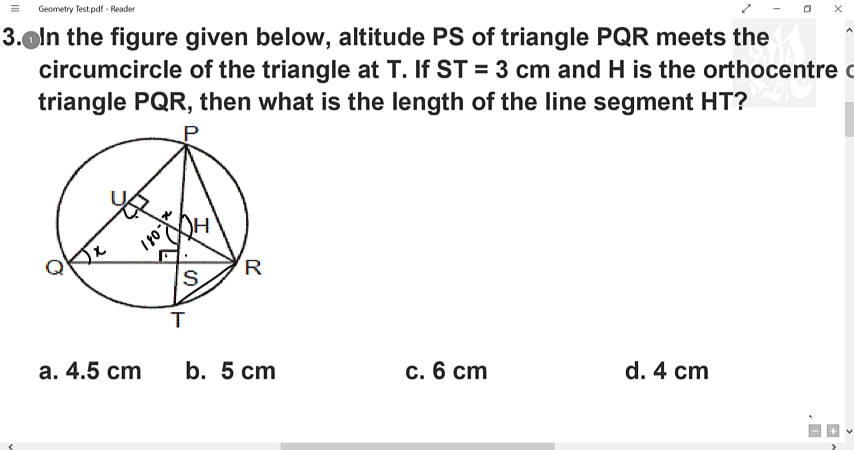 Geometry Test.pdf - Reader
3. 1 In the figure given below, altitude PS of triangle PQR meets the
circumcircle of the triangle at T. If ST = 3 cm and H is the orthocentre o
triangle PQR, then what is the length of the line segment HT?
P
U
180-x
H
x
Q
S
R
T
a. 4.5 cm b. 5 cm c. 6 cm d. 4 cm